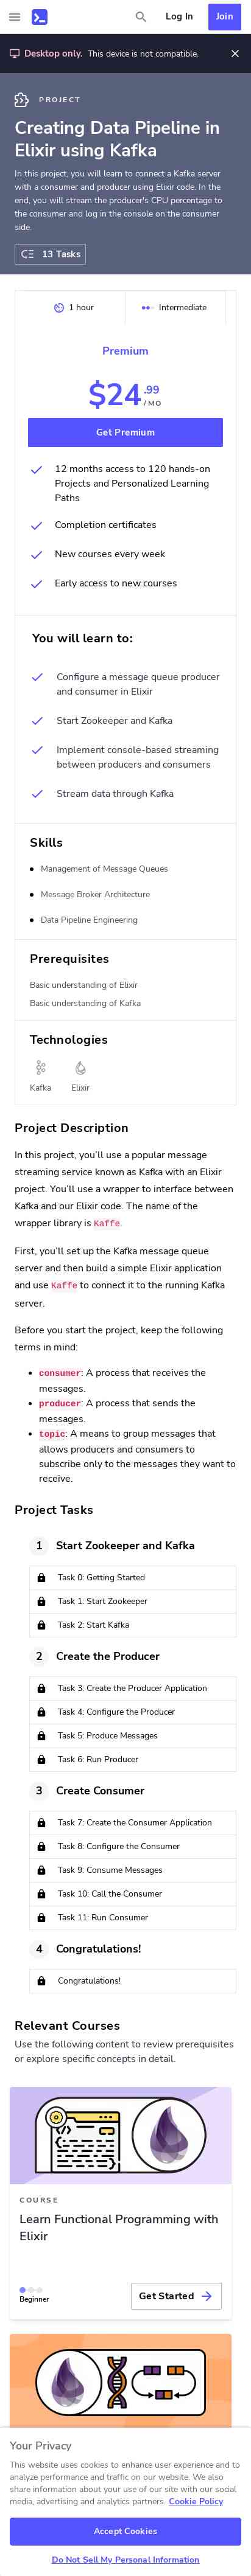 Log In
Join
Desktop only. This device is not compatible.
PROJECT
Creating Data Pipeline in
Elixir using Kafka
In this project, you will learn to connect a Kafka server
with a consumer and producer using Elixir code. In the
end, you will stream the producer's CPU percentage to
the consumer and log in the console on the consumer
side.
13 Tasks
1 hour
Intermediate
Premium
$24.99
/ MO
Get Premium
12 months access to 120 hands-on
Projects and Personalized Learning
Paths
Completion certificates
New courses every week
Early access to new courses
You will learn to:
Configure a message queue producer
and consumer in Elixir
Start Zookeeper and Kafka
Implement console-based streaming
between producers and consumers
Stream data through Kafka
Skills
Management of Message Queues
Message Broker Architecture
Data Pipeline Engineering
Prerequisites
Basic understanding of Elixir
Basic understanding of Kafka
Technologies
Kafka
Elixir
Project Description
In this project, you’ll use a popular message
streaming service known as Kafka with an Elixir
project. You’ll use a wrapper to interface between
Kafka and our Elixir code. The name of the
wrapper library is Kaffe.
First, you’ll set up the Kafka message queue
server and then build a simple Elixir application
and use Kaffe to connect it to the running Kafka
server.
Before you start the project, keep the following
terms in mind:
consumer: A process that receives the
messages.
producer: A process that sends the
messages.
topic: A means to group messages that
allows producers and consumers to
subscribe only to the messages they want to
receive.
Project Tasks
1 Start Zookeeper and Kafka
Task 0: Getting Started
Task 1: Start Zookeeper
Task 2: Start Kafka
2 Create the Producer
Task 3: Create the Producer Application
Task 4: Configure the Producer
Task 5: Produce Messages
Task 6: Run Producer
3 Create Consumer
Task 7: Create the Consumer Application
Task 8: Configure the Consumer
Task 9: Consume Messages
Task 10: Call the Consumer
Task 11: Run Consumer
4 Congratulations!
Congratulations!
Relevant Courses
Use the following content to review prerequisites
or explore specific concepts in detail.
COURSE
Learn Functional Programming with
Elixir
Beginner
Get Started
Your Privacy
This website uses cookies to enhance user experience and to
analyze performance and traffic on our website. We also
share information about your use of our site with our social
media, advertising and analytics partners. Cookie Policy
Accept Cookies
Do Not Sell My Personal Information